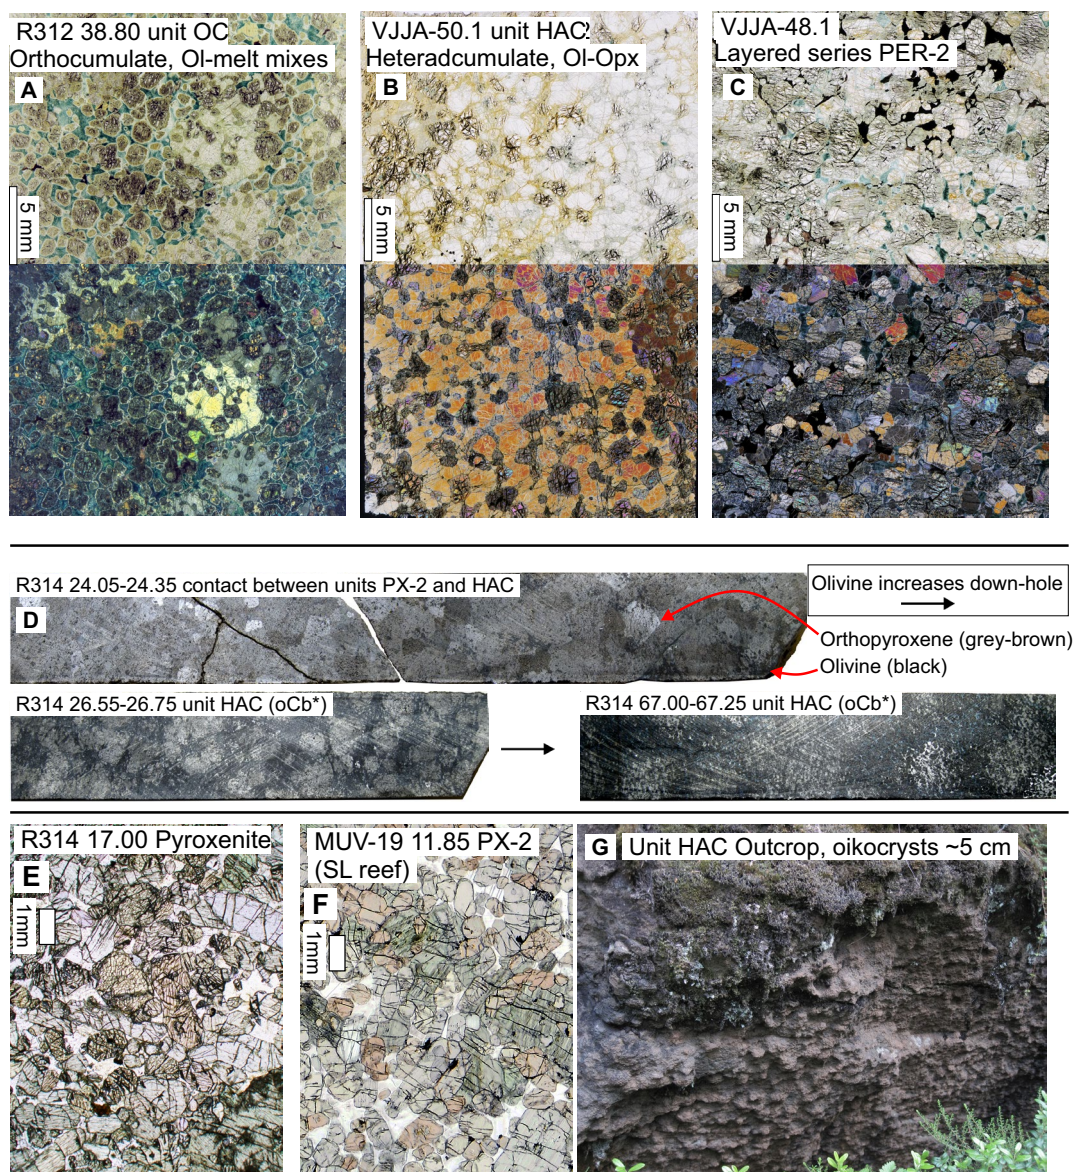 R312 38.80 unit OC
Orthocumulate, Ol-melt mixes
A
5 mm
VJJA-50.1 unit HAC
Heteradcumulate, Ol-Opx
B
5 mm
VJJA-48.1
Layered series PER-2
C
5 mm
R314 24.05-24.35 contact between units PX-2 and HAC
D
Olivine increases down-hole
Orthopyroxene (grey-brown)
Olivine (black)
R314 26.55-26.75 unit HAC (oCb*)
R314 67.00-67.25 unit HAC (oCb*)
R314 17.00 Pyroxenite
E
1mm
MUV-19 11.85 PX-2
(SL reef)
F
1mm
G
Unit HAC Outcrop, oikocrysts ~5 cm